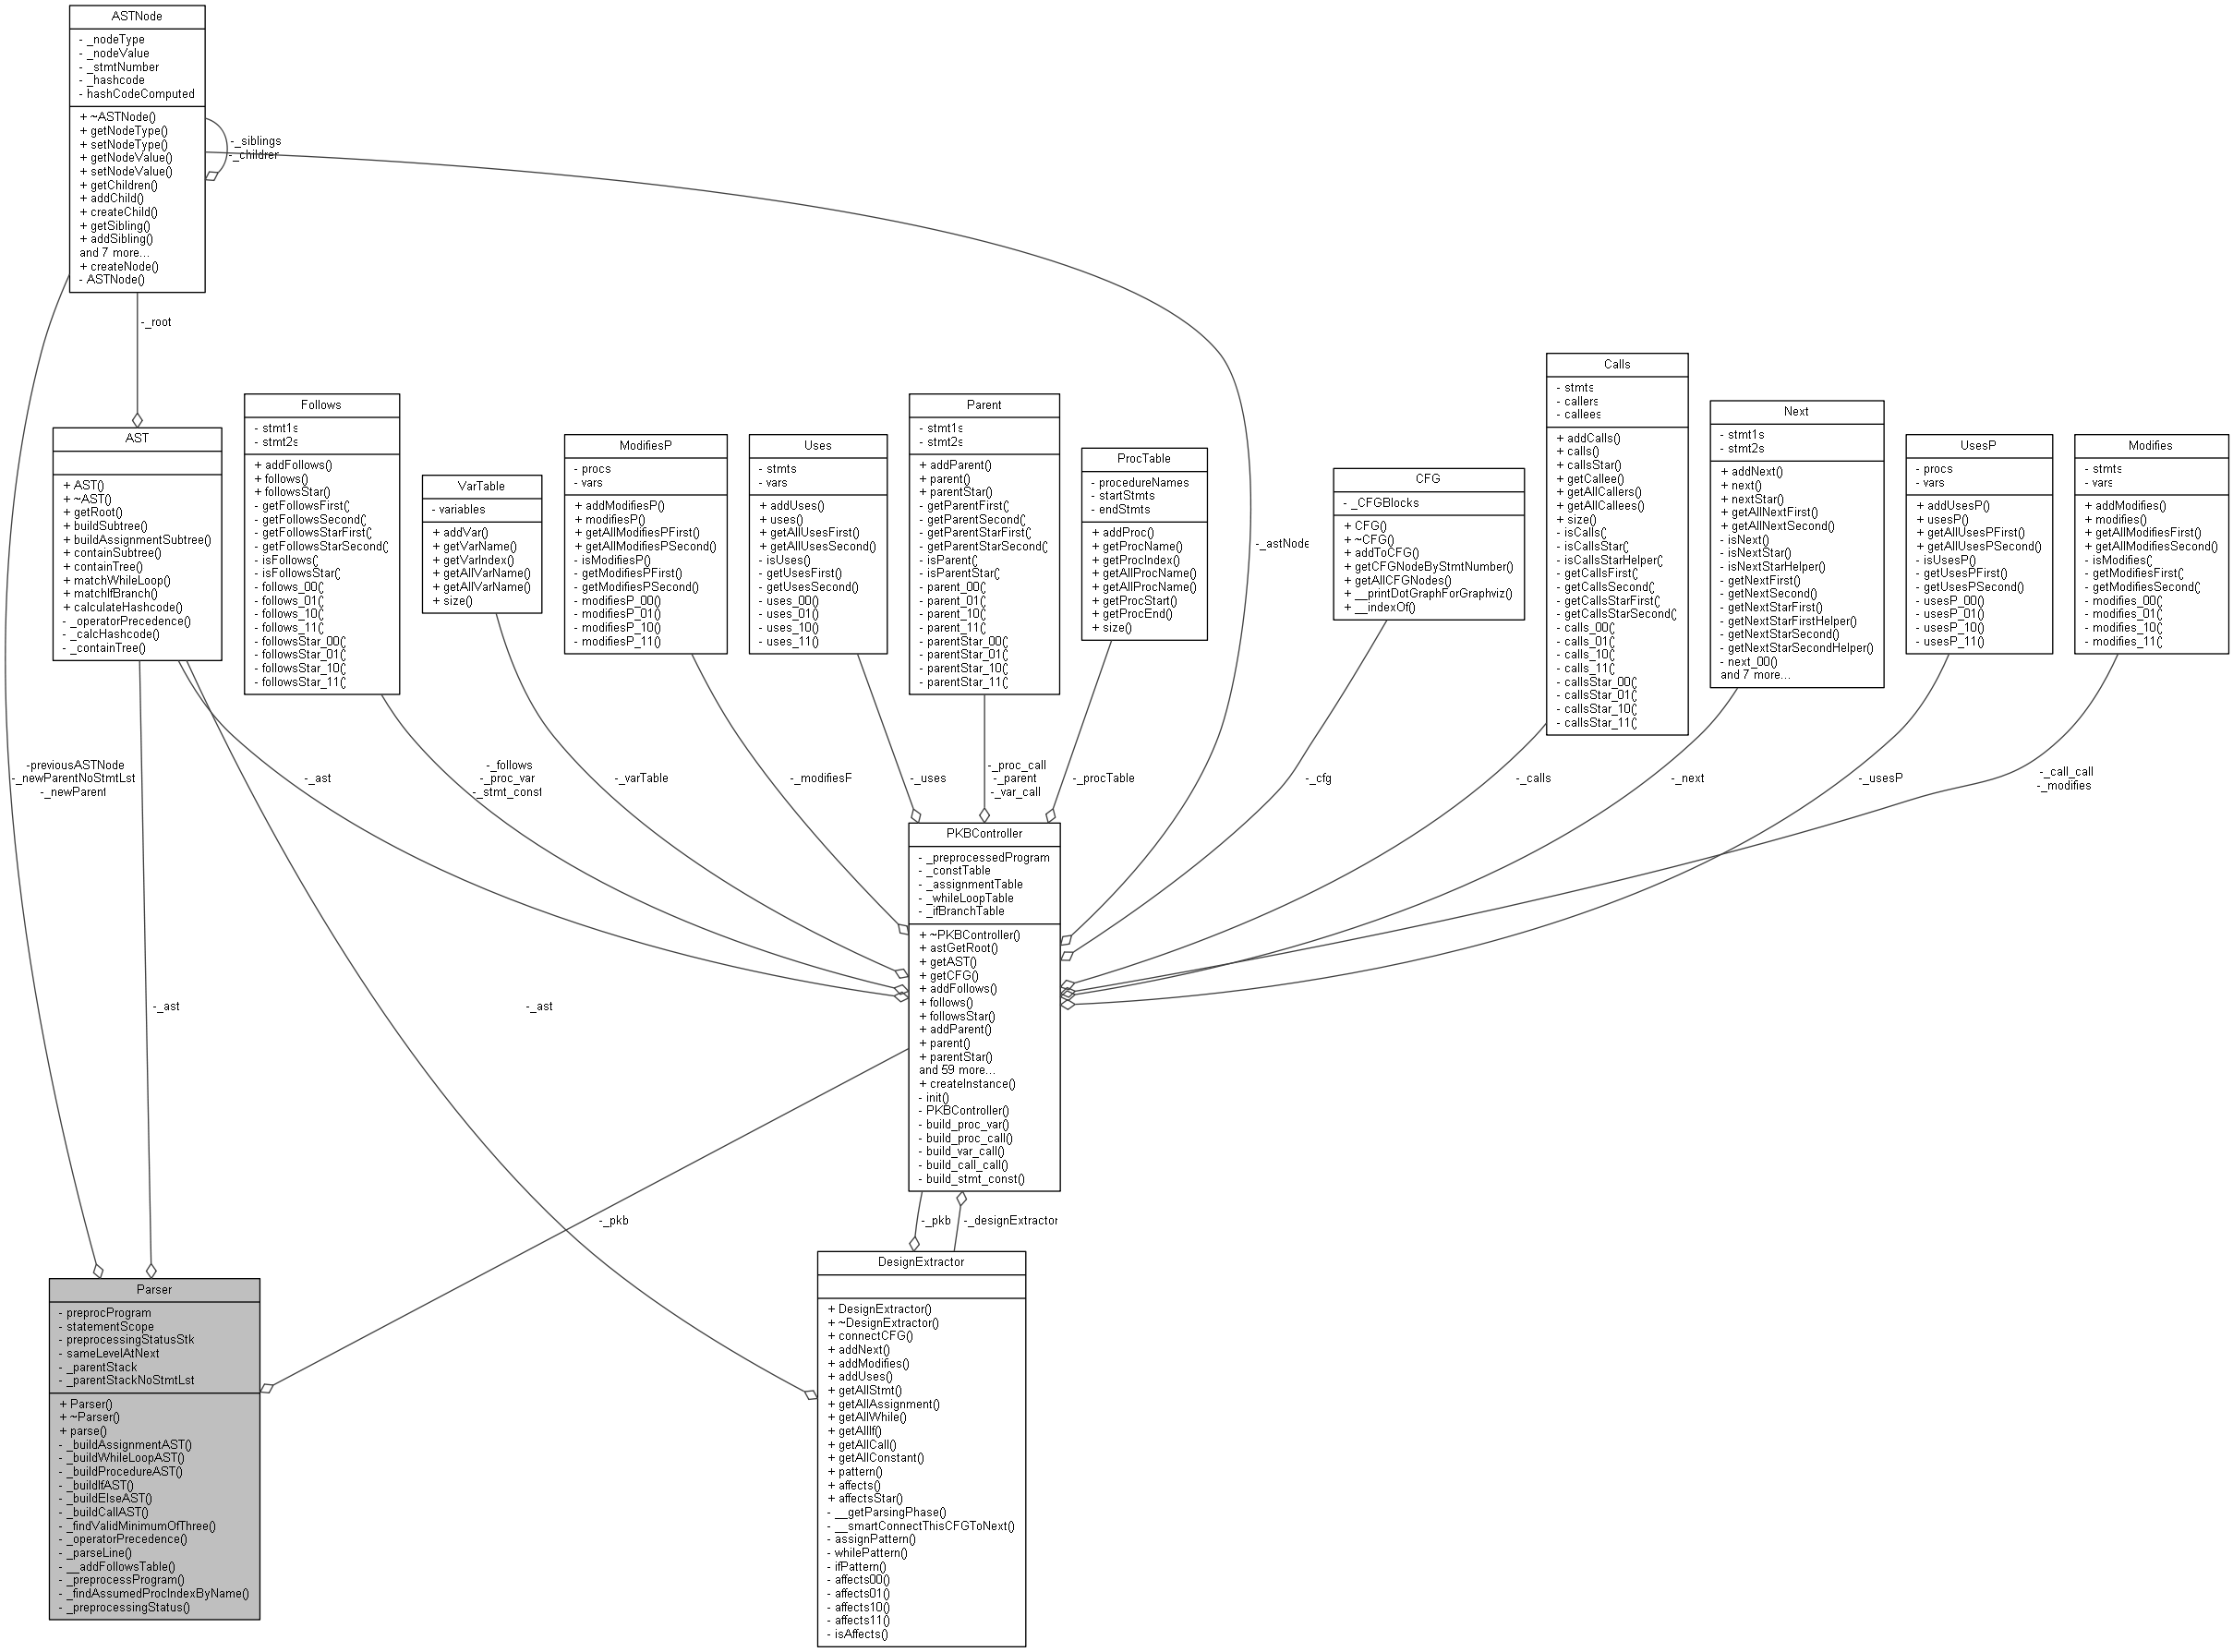 ASTNode
- _nodeType
- _nodeValue
- _stmtNumber
- _hashcode
- hashCodeComputed
+ ~ASTNode()
+ getNodeType()
+ setNodeType()
+ getNodeValue()
+ setNodeValue()
+ getChildren()
+ addChild()
+ createChild()
+ getSibling()
+ addSibling()
and 7 more...
+ createNode()
- ASTNode()
-_siblings
-_children
-_root
-_astNode
AST
+ AST()
+ ~AST()
+ getRoot()
+ buildSubtree()
+ buildAssignmentSubtree()
+ containSubtree()
+ containTree()
+ matchWhileLoop()
+ matchIfBranch()
+ calculateHashcode()
- _operatorPrecedence()
- _calcHashcode()
- _containTree()
Follows
- stmt1s
- stmt2s
+ addFollows()
+ follows()
+ followsStar()
- getFollowsFirst()
- getFollowsSecond()
- getFollowsStarFirst()
- getFollowsStarSecond()
- isFollows()
- isFollowsStar()
- follows_00()
- follows_01()
- follows_10()
- follows_11()
- followsStar_00()
- followsStar_01()
- followsStar_10()
- followsStar_11()
VarTable
- variables
+ addVar()
+ getVarName()
+ getVarIndex()
+ getAllVarName()
+ getAllVarName()
+ size()
ModifiesP
- procs
- vars
+ addModifiesP()
+ modifiesP()
+ getAllModifiesPFirst()
+ getAllModifiesPSecond()
- isModifiesP()
- getModifiesPFirst()
- getModifiesPSecond()
- modifiesP_00()
- modifiesP_01()
- modifiesP_10()
- modifiesP_11()
Uses
- stmts
- vars
+ addUses()
+ uses()
+ getAllUsesFirst()
+ getAllUsesSecond()
- isUses()
- getUsesFirst()
- getUsesSecond()
- uses_00()
- uses_01()
- uses_10()
- uses_11()
Parent
- stmt1s
- stmt2s
+ addParent()
+ parent()
+ parentStar()
- getParentFirst()
- getParentSecond()
- getParentStarFirst()
- getParentStarSecond()
- isParent()
- isParentStar()
- parent_00()
- parent_01()
- parent_10()
- parent_11()
- parentStar_00()
- parentStar_01()
- parentStar_10()
- parentStar_11()
ProcTable
- procedureNames
- startStmts
- endStmts
+ addProc()
+ getProcName()
+ getProcIndex()
+ getAllProcName()
+ getAllProcName()
+ getProcStart()
+ getProcEnd()
+ size()
CFG
- _CFGBlocks
+ CFG()
+ ~CFG()
+ addToCFG()
+ getCFGNodeByStmtNumber()
+ getAllCFGNodes()
+ __printDotGraphForGraphviz()
+ __indexOf()
Calls
- stmts
- callers
- callees
+ addCalls()
+ calls()
+ callsStar()
+ getCallee()
+ getAllCallers()
+ getAllCallees()
+ size()
- isCalls()
- isCallsStar()
- isCallsStarHelper()
- getCallsFirst()
- getCallsSecond()
- getCallsStarFirst()
- getCallsStarSecond()
- calls_00()
- calls_01()
- calls_10()
- calls_11()
- callsStar_00()
- callsStar_01()
- callsStar_10()
- callsStar_11()
Next
- stmt1s
- stmt2s
+ addNext()
+ next()
+ nextStar()
+ getAllNextFirst()
+ getAllNextSecond()
- isNext()
- isNextStar()
- isNextStarHelper()
- getNextFirst()
- getNextSecond()
- getNextStarFirst()
- getNextStarFirstHelper()
- getNextStarSecond()
- getNextStarSecondHelper()
- next_00()
and 7 more...
UsesP
- procs
- vars
+ addUsesP()
+ usesP()
+ getAllUsesPFirst()
+ getAllUsesPSecond()
- isUsesP()
- getUsesPFirst()
- getUsesPSecond()
- usesP_00()
- usesP_01()
- usesP_10()
- usesP_11()
Modifies
- stmts
- vars
+ addModifies()
+ modifies()
+ getAllModifiesFirst()
+ getAllModifiesSecond()
- isModifies()
- getModifiesFirst()
- getModifiesSecond()
- modifies_00()
- modifies_01()
- modifies_10()
- modifies_11()
-previousASTNode
-_newParentNoStmtLst
-_newParent
-_ast
-_follows
-_proc_var
-_stmt_const
-_varTable
-_modifiesP
-_uses
-_proc_call
-_parent
-_var_call
-_procTable
-_cfg
-_calls
-_next
-_usesP
-_call_call
-_modifies
PKBController
- _preprocessedProgram
- _constTable
- _assignmentTable
- _whileLoopTable
- _ifBranchTable
+ ~PKBController()
+ astGetRoot()
+ getAST()
+ getCFG()
+ addFollows()
+ follows()
+ followsStar()
+ addParent()
+ parent()
+ parentStar()
and 59 more...
+ createInstance()
- init()
- PKBController()
- build_proc_var()
- build_proc_call()
- build_var_call()
- build_call_call()
- build_stmt_const()
-_ast
-_ast
-_pkb
-_pkb
-_designExtractor
Parser
- preprocProgram
- statementScope
- preprocessingStatusStk
- sameLevelAtNext
- _parentStack
- _parentStackNoStmtLst
+ Parser()
+ ~Parser()
+ parse()
- _buildAssignmentAST()
- _buildWhileLoopAST()
- _buildProcedureAST()
- _buildIfAST()
- _buildElseAST()
- _buildCallAST()
- _findValidMinimumOfThree()
- _operatorPrecedence()
- _parseLine()
- __addFollowsTable()
- _preprocessProgram()
- _findAssumedProcIndexByName()
- _preprocessingStatus()
DesignExtractor
+ DesignExtractor()
+ ~DesignExtractor()
+ connectCFG()
+ addNext()
+ addModifies()
+ addUses()
+ getAllStmt()
+ getAllAssignment()
+ getAllWhile()
+ getAllIf()
+ getAllCall()
+ getAllConstant()
+ pattern()
+ affects()
+ affectsStar()
- __getParsingPhase()
- __smartConnectThisCFGToNext()
- assignPattern()
- whilePattern()
- ifPattern()
- affects00()
- affects01()
- affects10()
- affects11()
- isAffects()